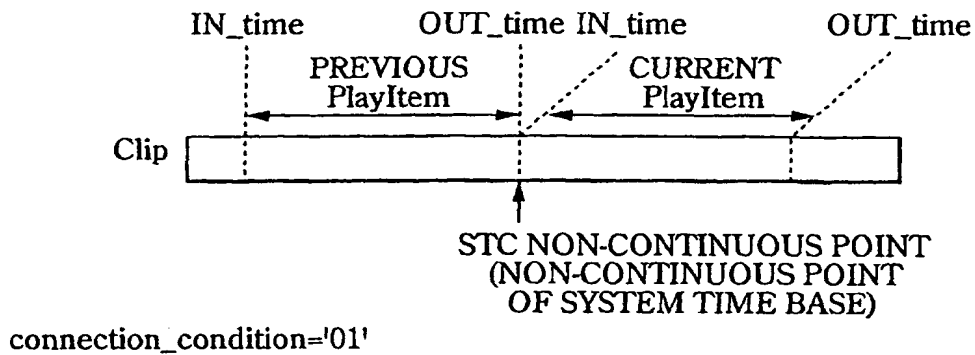 IN_time OUT_time IN_time OUT_time
PREVIOUS
PlayItem
CURRENT
PlayItem
Clip
STC NON-CONTINUOUS POINT
(NON-CONTINUOUS POINT
OF SYSTEM TIME BASE)
connection_condition='01'